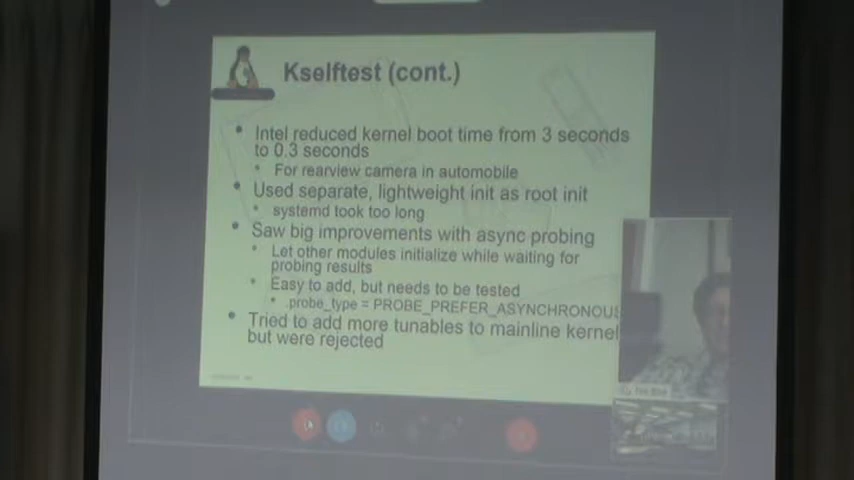 Kselftest (cont.)
• Intel reduced kernel boot time from 3 seconds
to 0.3 seconds
• For rearview camera in automobile
• Used separate, lightweight init as root init
• systemd took too long
• Saw big improvements with async probing
• Let other modules initialize while waiting for
probing results
• Easy to add, but needs to be tested
• .probe_type = PROBE_PREFER_ASYNCHRONOUS
• Tried to add more tunables to mainline kernel
but were rejected